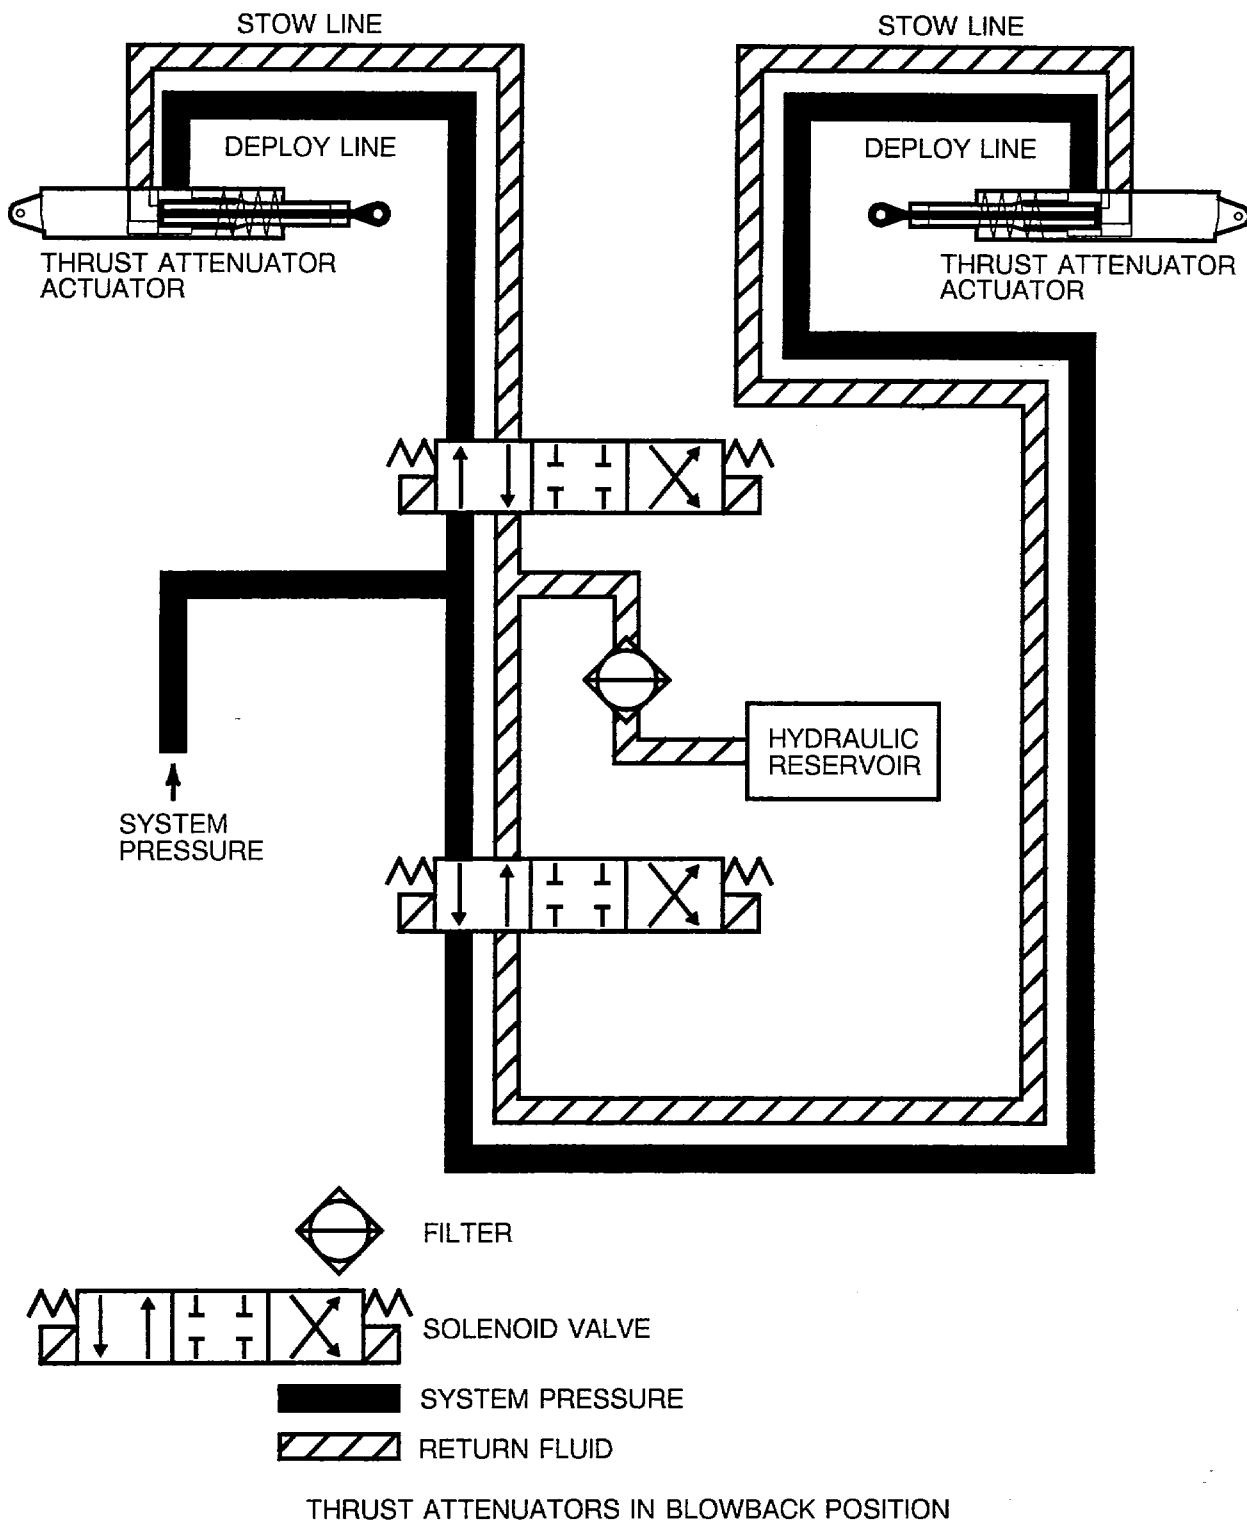 STOW LINE
STOW LINE
DEPLOY LINE
DEPLOY LINE
THRUST ATTENUATOR
ACTUATOR
THRUST ATTENUATOR
ACTUATOR
HYDRAULIC
RESERVOIR
SYSTEM
PRESSURE
FILTER
SOLENOID VALVE
SYSTEM PRESSURE
RETURN FLUID
THRUST ATTENUATORS IN BLOWBACK POSITION